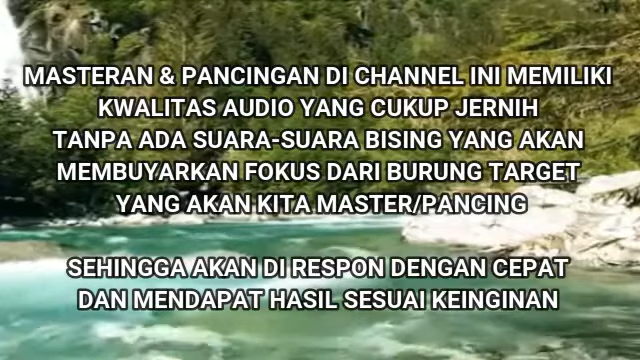 MASTERAN & PANCINGAN DI CHANNEL INI MEMILIKI
KWALITAS AUDIO YANG CUKUP JERNIH
TANPA ADA SUARA-SUARA BISING YANG AKAN
MEMBUYARKAN FOKUS DARI BURUNG TARGET
YANG AKAN KITA MASTER/PANCING
SEHINGGA AKAN DI RESPON DENGAN CEPAT
DAN MENDAPAT HASIL SESUAI KEINGINAN